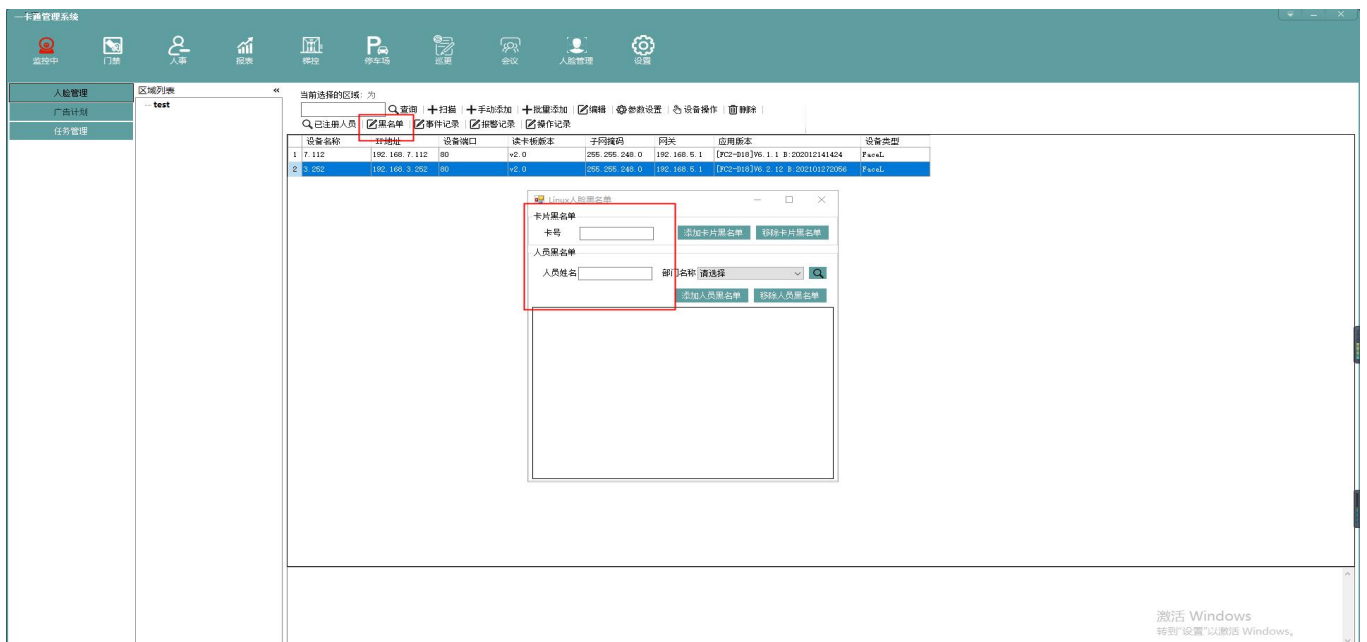 一卡通管理系统
监控中 门禁 人事 报表 梯控 停车场 巡更 会议 人脸管理 设置
人脸管理
广告计划
任务管理
区域列表 «
test
当前选择的区域: 为
查询 扫描 手动添加 批量添加 编辑 参数设置 设备操作 删除
已注册人员 黑名单 事件记录 报警记录 操作记录
设备名称 IP地址 设备端口 读卡板版本 子网掩码 网关 应用版本 设备类型
1 7.112 192.168.7.112 80 v2.0 255.255.248.0 192.168.5.1 [FC2-D18]V6.1.1 B:202012141424 FaceL
2 3.252 192.168.3.252 80 v2.0 255.255.248.0 192.168.5.1 [FC2-D18]V6.2.12 B:202101272056 FaceL
Linux人脸黑名单
卡片黑名单
卡号 添加卡片黑名单 移除卡片黑名单
人员黑名单
人员姓名 部门名称 请选择
添加人员黑名单 移除人员黑名单
激活 Windows
转到"设置"以激活 Windows。